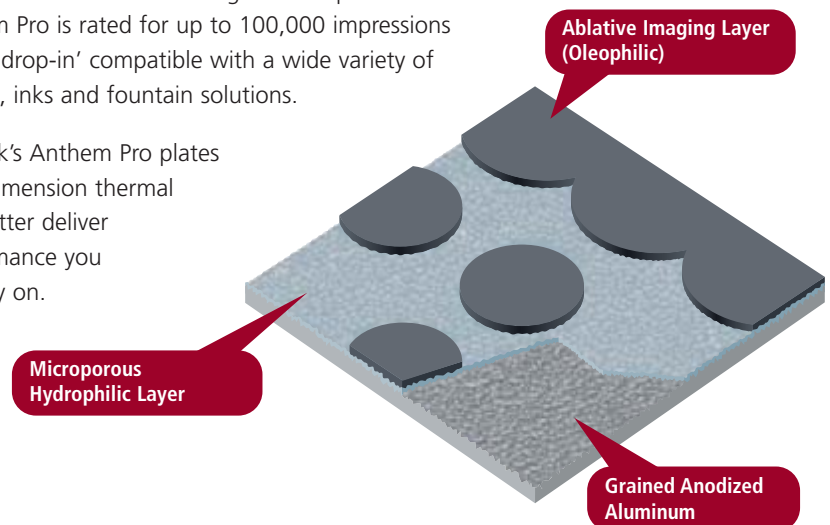 m Pro is rated for up to 100,000 impressions
drop-in’ compatible with a wide variety of
, inks and fountain solutions.
k’s Anthem Pro plates
mension thermal
tter deliver
mance you
y on.
Ablative Imaging Layer
(Oleophilic)
Microporous
Hydrophilic Layer
Grained Anodized
Aluminum